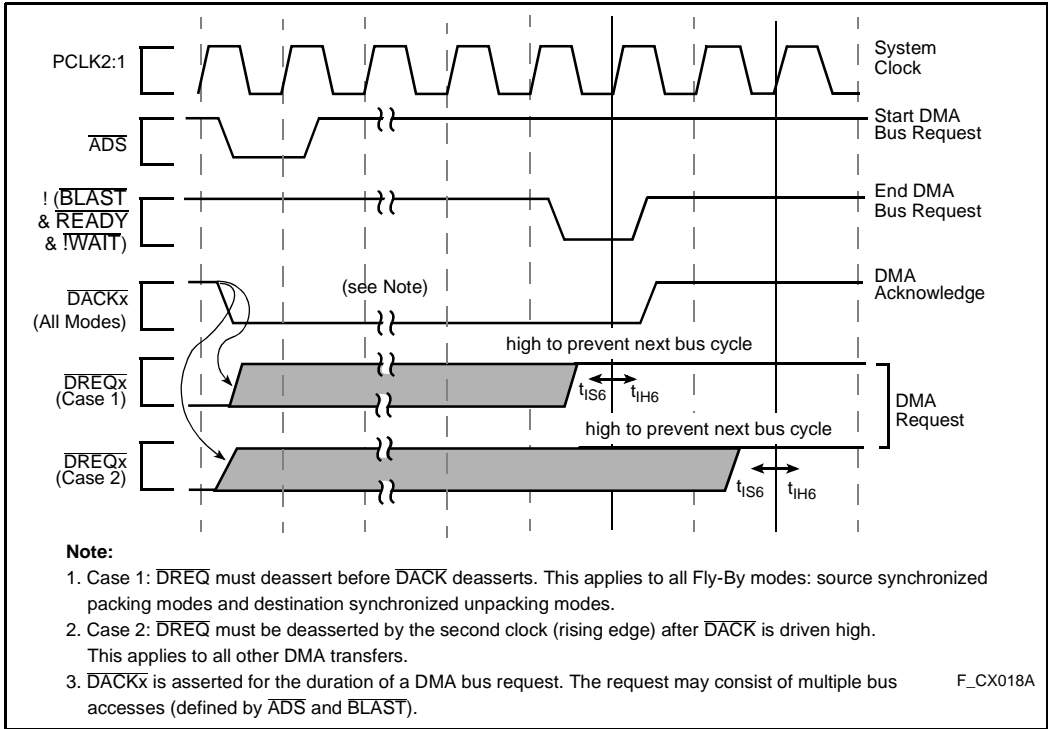 PCLK2:1
System
Clock
ADS
Start DMA
Bus Request
! (BLAST
& READY
& !WAIT)
End DMA
Bus Request
DACKx
(All Modes)
(see Note)
DMA
Acknowledge
high to prevent next bus cycle
DREQx
(Case 1)
tIS6 tIH6
DMA
Request
high to prevent next bus cycle
DREQx
(Case 2)
tIS6 tIH6
Note:
1. Case 1: DREQ must deassert before DACK deasserts. This applies to all Fly-By modes: source synchronized
packing modes and destination synchronized unpacking modes.
2. Case 2: DREQ must be deasserted by the second clock (rising edge) after DACK is driven high.
This applies to all other DMA transfers.
3. DACKx is asserted for the duration of a DMA bus request. The request may consist of multiple bus
accesses (defined by ADS and BLAST).
F_CX018A